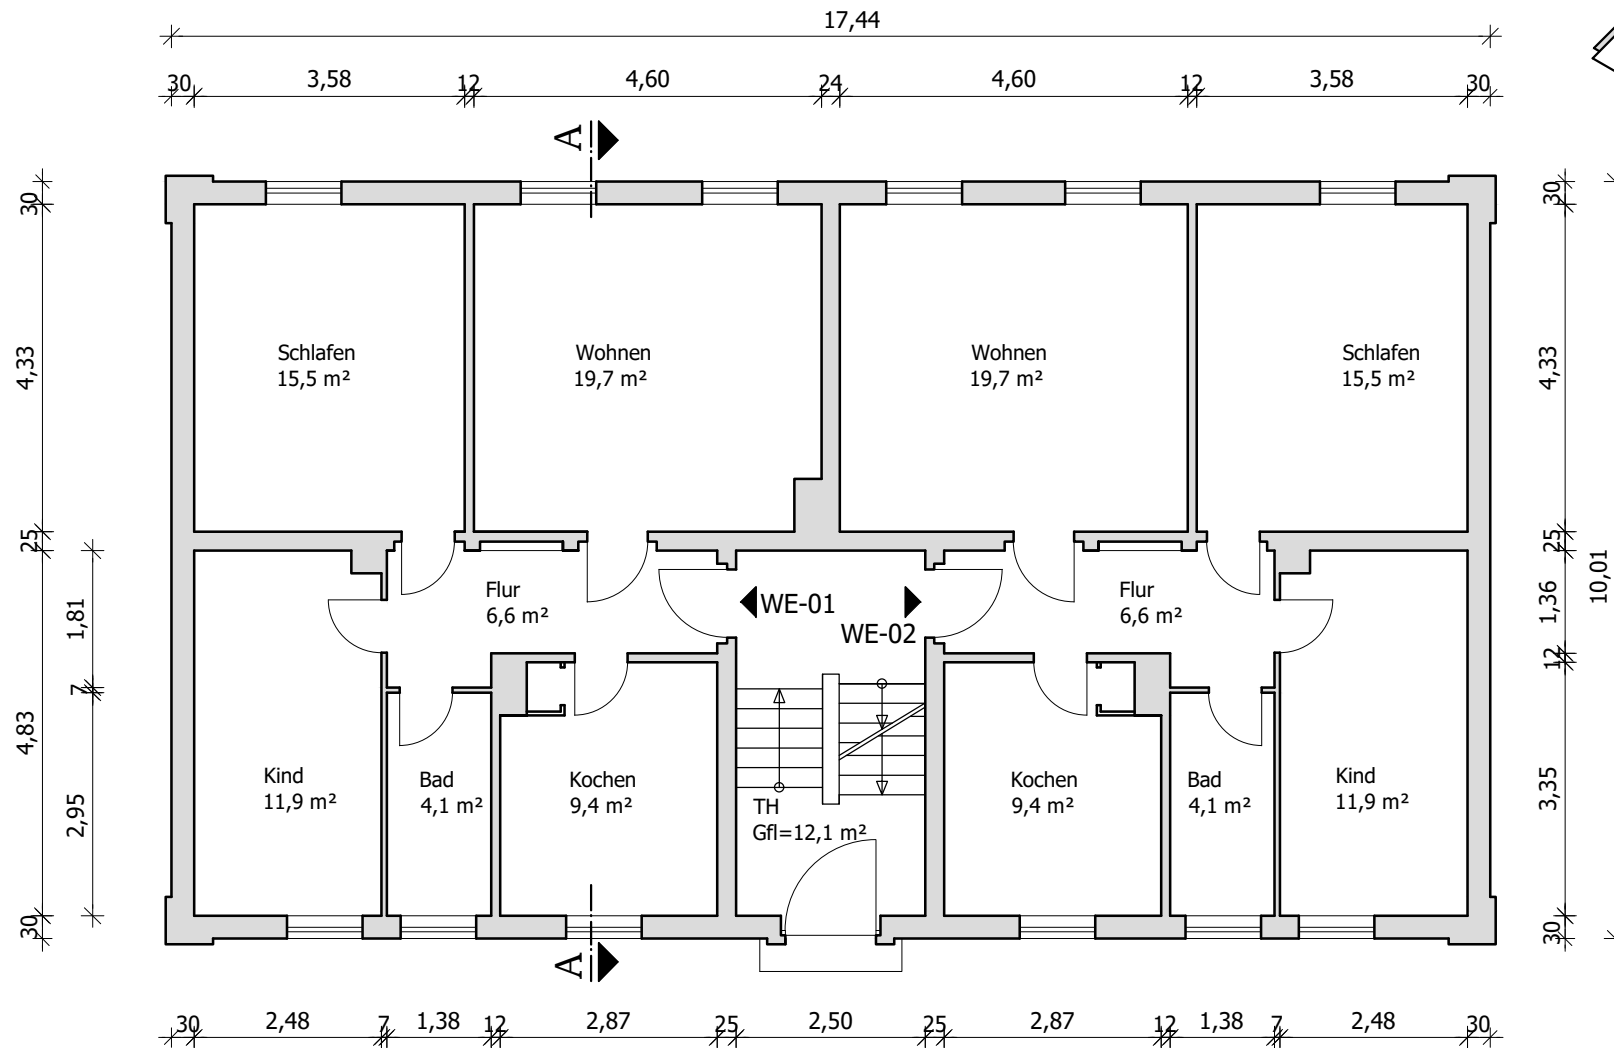 17,44
30 3,58 12 4,60 24 4,60 12 3,58 30
A
30
30
4,33
4,33
Schlafen
15,5 m²
Wohnen
19,7 m²
Wohnen
19,7 m²
Schlafen
15,5 m²
25
25
1,81
1,36
10,01
Flur
6,6 m²
WE-01
WE-02
Flur
6,6 m²
7
12
4,83
2,95
3,35
Kind
11,9 m²
Bad
4,1 m²
Kochen
9,4 m²
TH
Gfl=12,1 m²
Kochen
9,4 m²
Bad
4,1 m²
Kind
11,9 m²
30
30
A
30 2,48 7 1,38 12 2,87 25 2,50 25 2,87 12 1,38 7 2,48 30